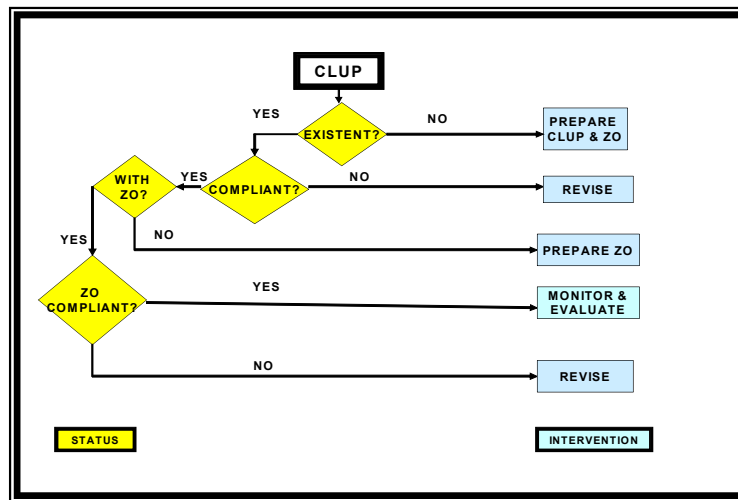 CLUP
YES
EXISTENT?
NO
PREPARE
CLUP & ZO
WITH
ZO?
YES
COMPLIANT?
NO
REVISE
YES
NO
PREPARE ZO
ZO
COMPLIANT?
YES
MONITOR &
EVALUATE
NO
REVISE
STATUS
INTERVENTION